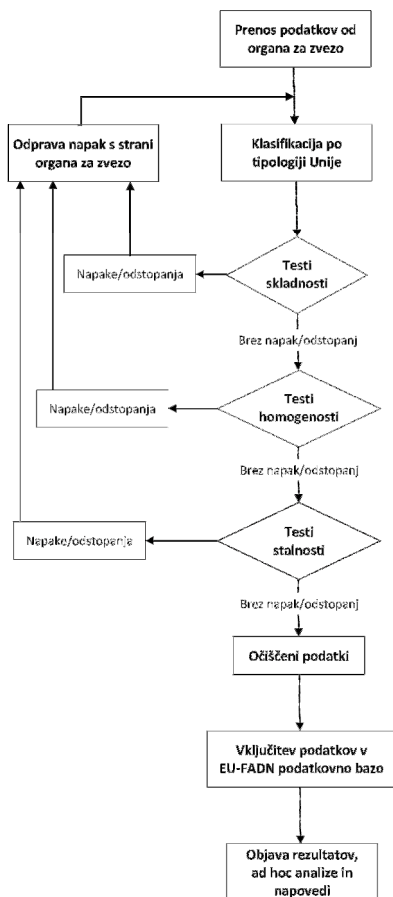 Prenos podatkov od
organa za zvezo
Odprava napak s strani
organa za zvezo
Klasifikacija po
tipologiji Unije
Testi
skladnosti
Napake/odstopanja
Brez napak/odstopanj
Testi
homogenosti
Napake/odstopanja
Brez napak/odstopanj
Testi
stalnosti
Napake/odstopanja
Brez napak/odstopanj
Očiščeni podatki
Vključitev podatkov v
EU-FADN podatkovno bazo
Objava rezultatov,
ad hoc analize in
napovedi